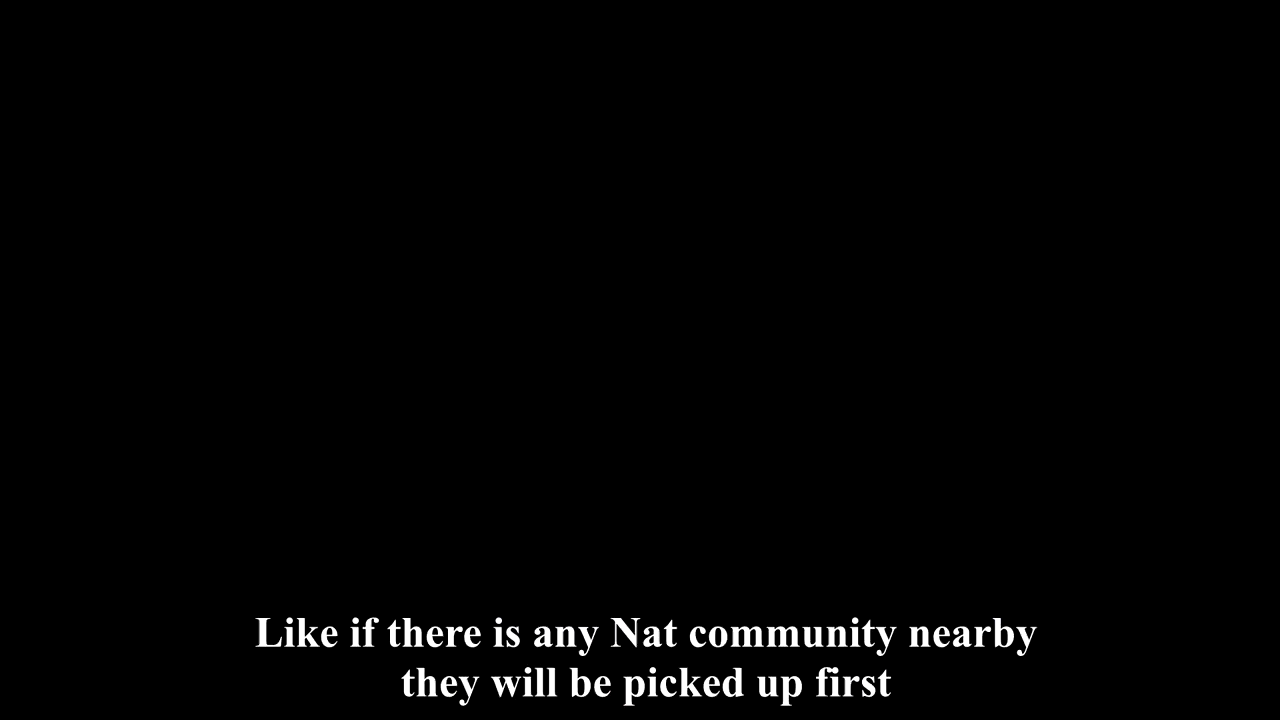 Like if there is any Nat community nearby
they will be picked up first